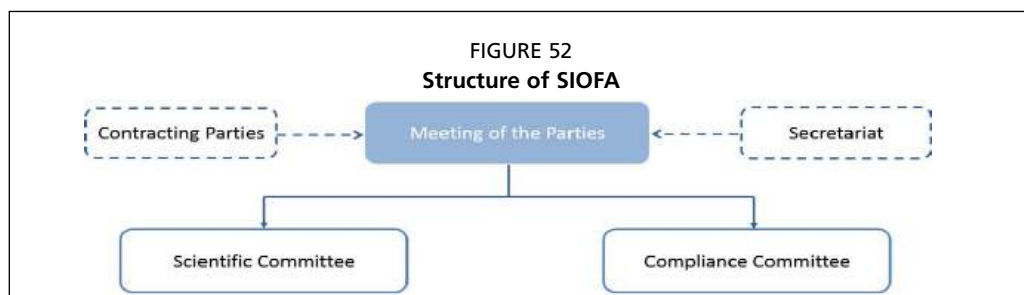 FIGURE 52
Structure of SIOFA
Contracting Parties
Meeting of the Parties
Secretariat
Scientific Committee
Compliance Committee